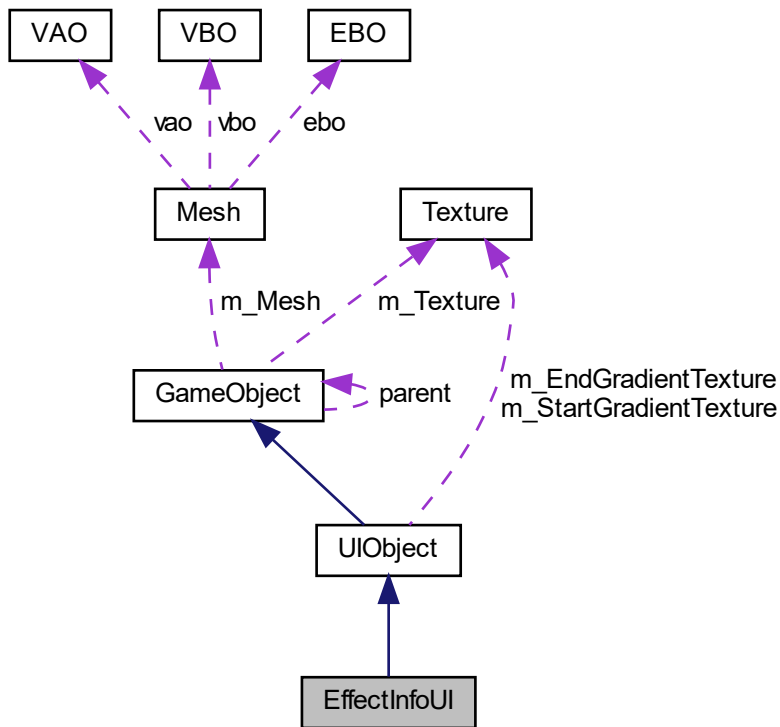 VAO
VBO
EBO
vao
vbo
ebo
Mesh
Texture
m_Mesh
m_Texture
GameObject
parent
m_EndGradientTexture
m_StartGradientTexture
UIObject
EffectInfoUI